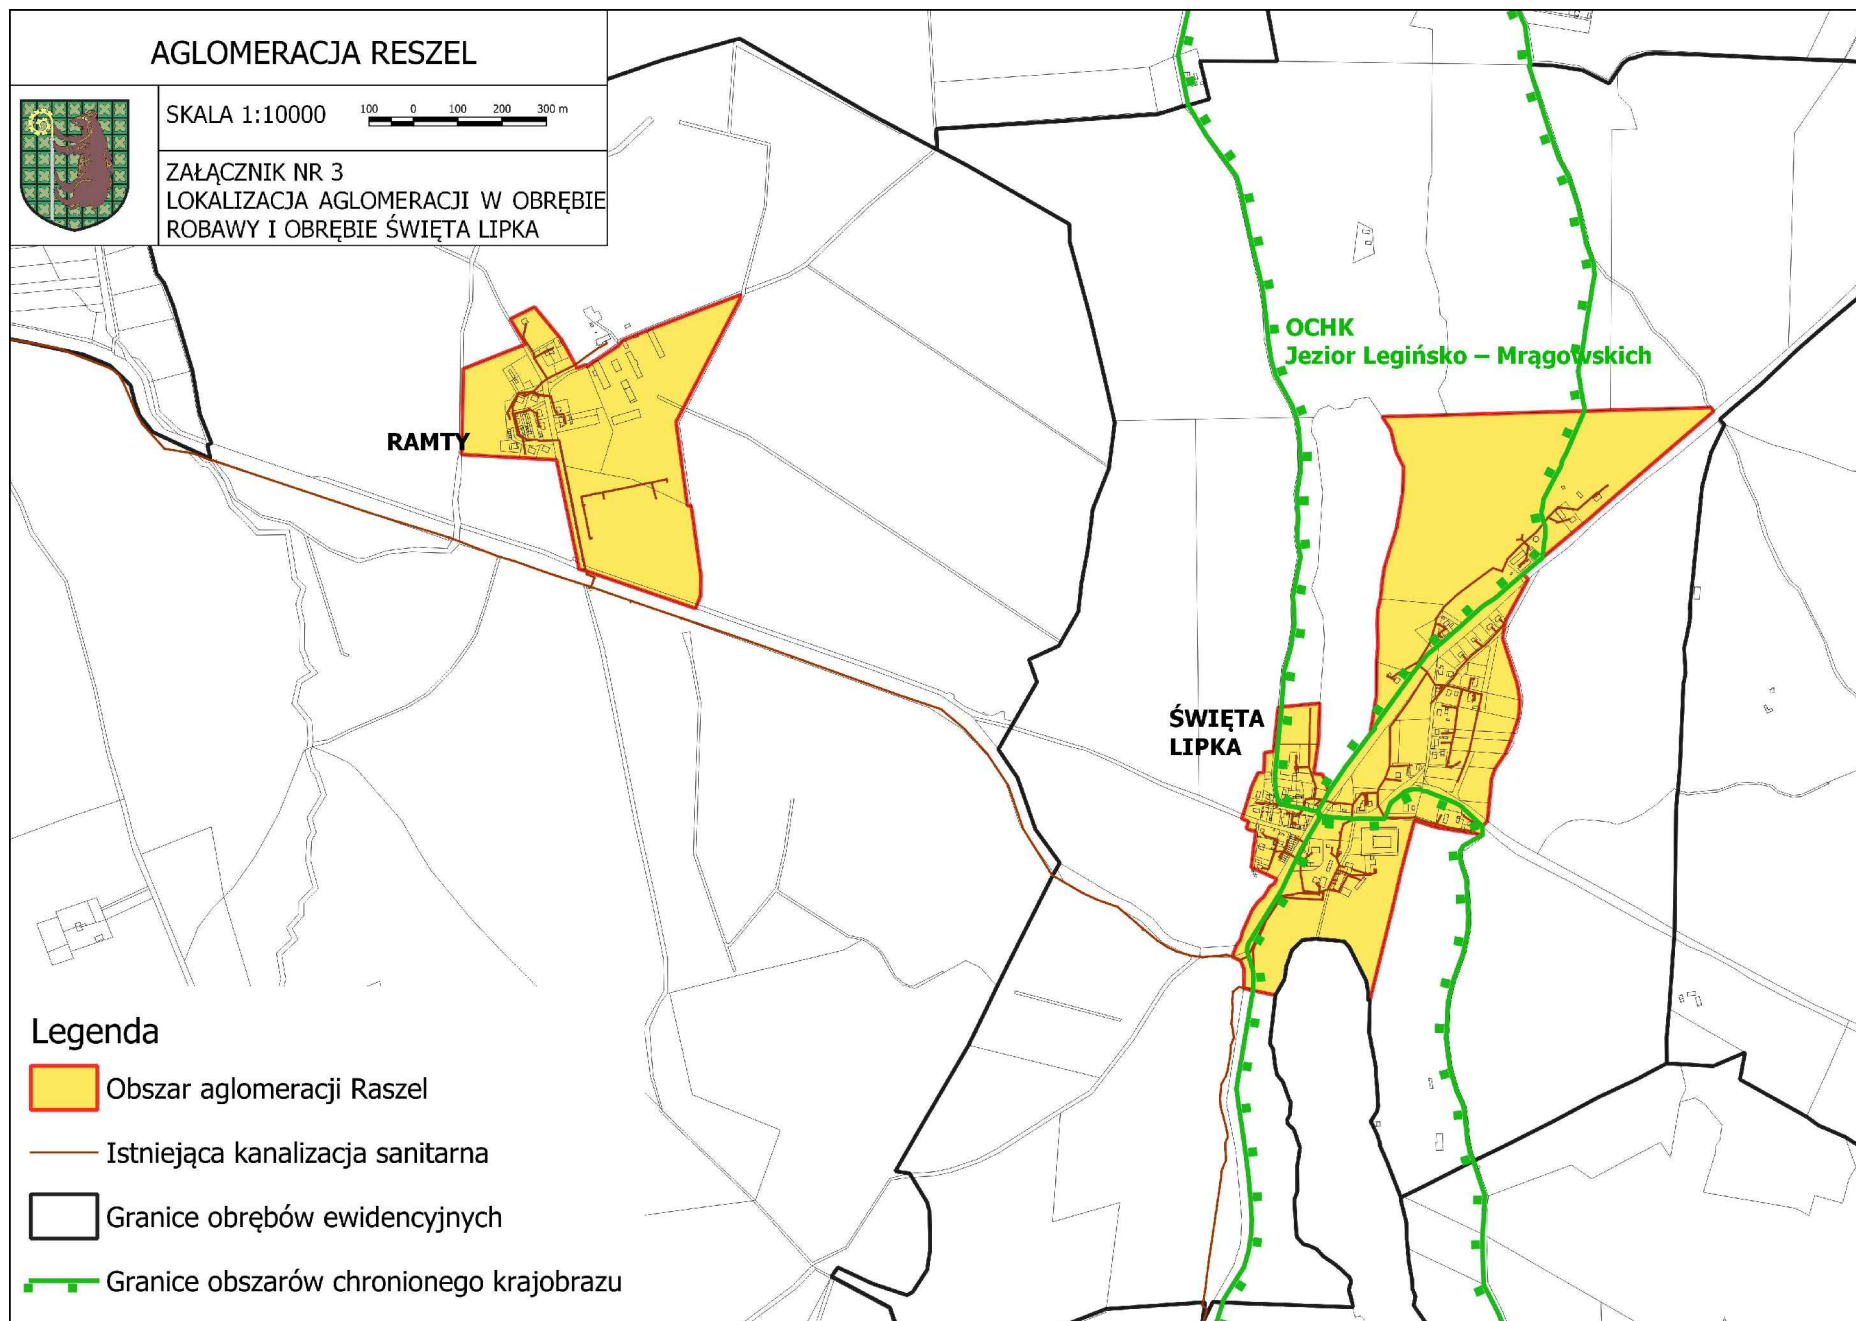 AGLOMERACJA RESZEL
SKALA 1:10000
100 0 100 200 300 m
ZAŁĄCZNIK NR 3
LOKALIZACJA AGLOMERACJI W OBRĘBIE
ROBAWY I OBRĘBIE ŚWIĘTA LIPKA
OCHK
Jezior Legińsko – Mrągowskich
RAMTY
ŚWIĘTA
LIPKA
Legenda
Obszar aglomeracji Raszel
Istniejąca kanalizacja sanitarna
Granice obrębów ewidencyjnych
Granice obszarów chronionego krajobrazu